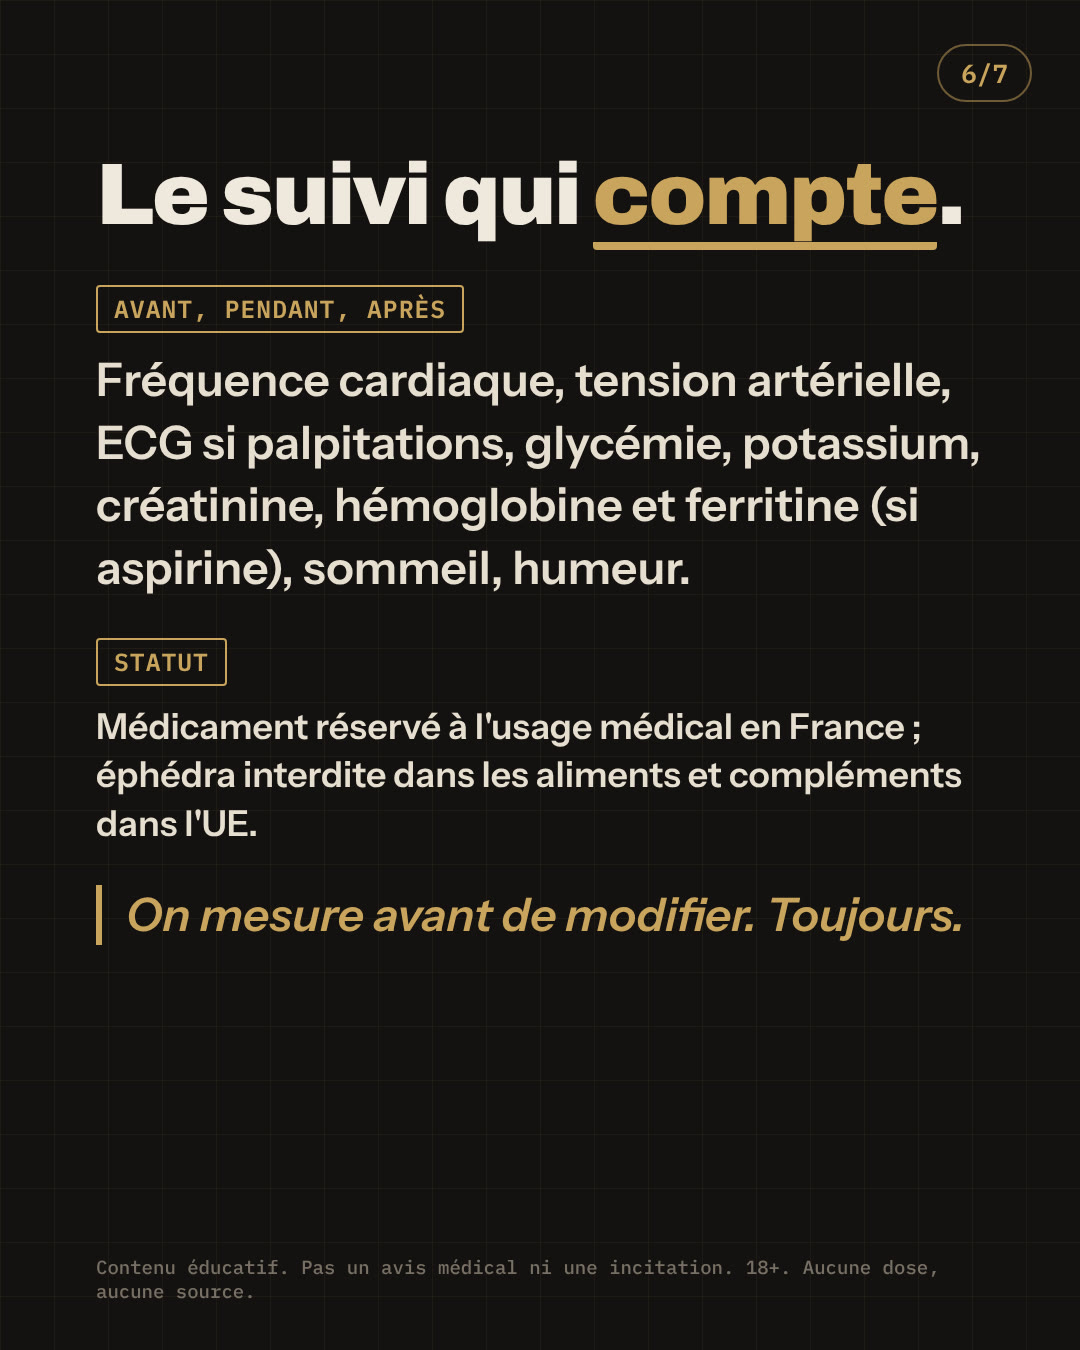 6/7
Le suivi qui compte.
AVANT, PENDANT, APRÈS
Fréquence cardiaque, tension artérielle,
ECG si palpitations, glycémie, potassium,
créatinine, hémoglobine et ferritine (si
aspirine), sommeil, humeur.
STATUT
Médicament réservé à l'usage médical en France ;
éphédra interdite dans les aliments et compléments
dans l'UE.
On mesure avant de modifier. Toujours.
Contenu éducatif. Pas un avis médical ni une incitation. 18+. Aucune dose,
aucune source.